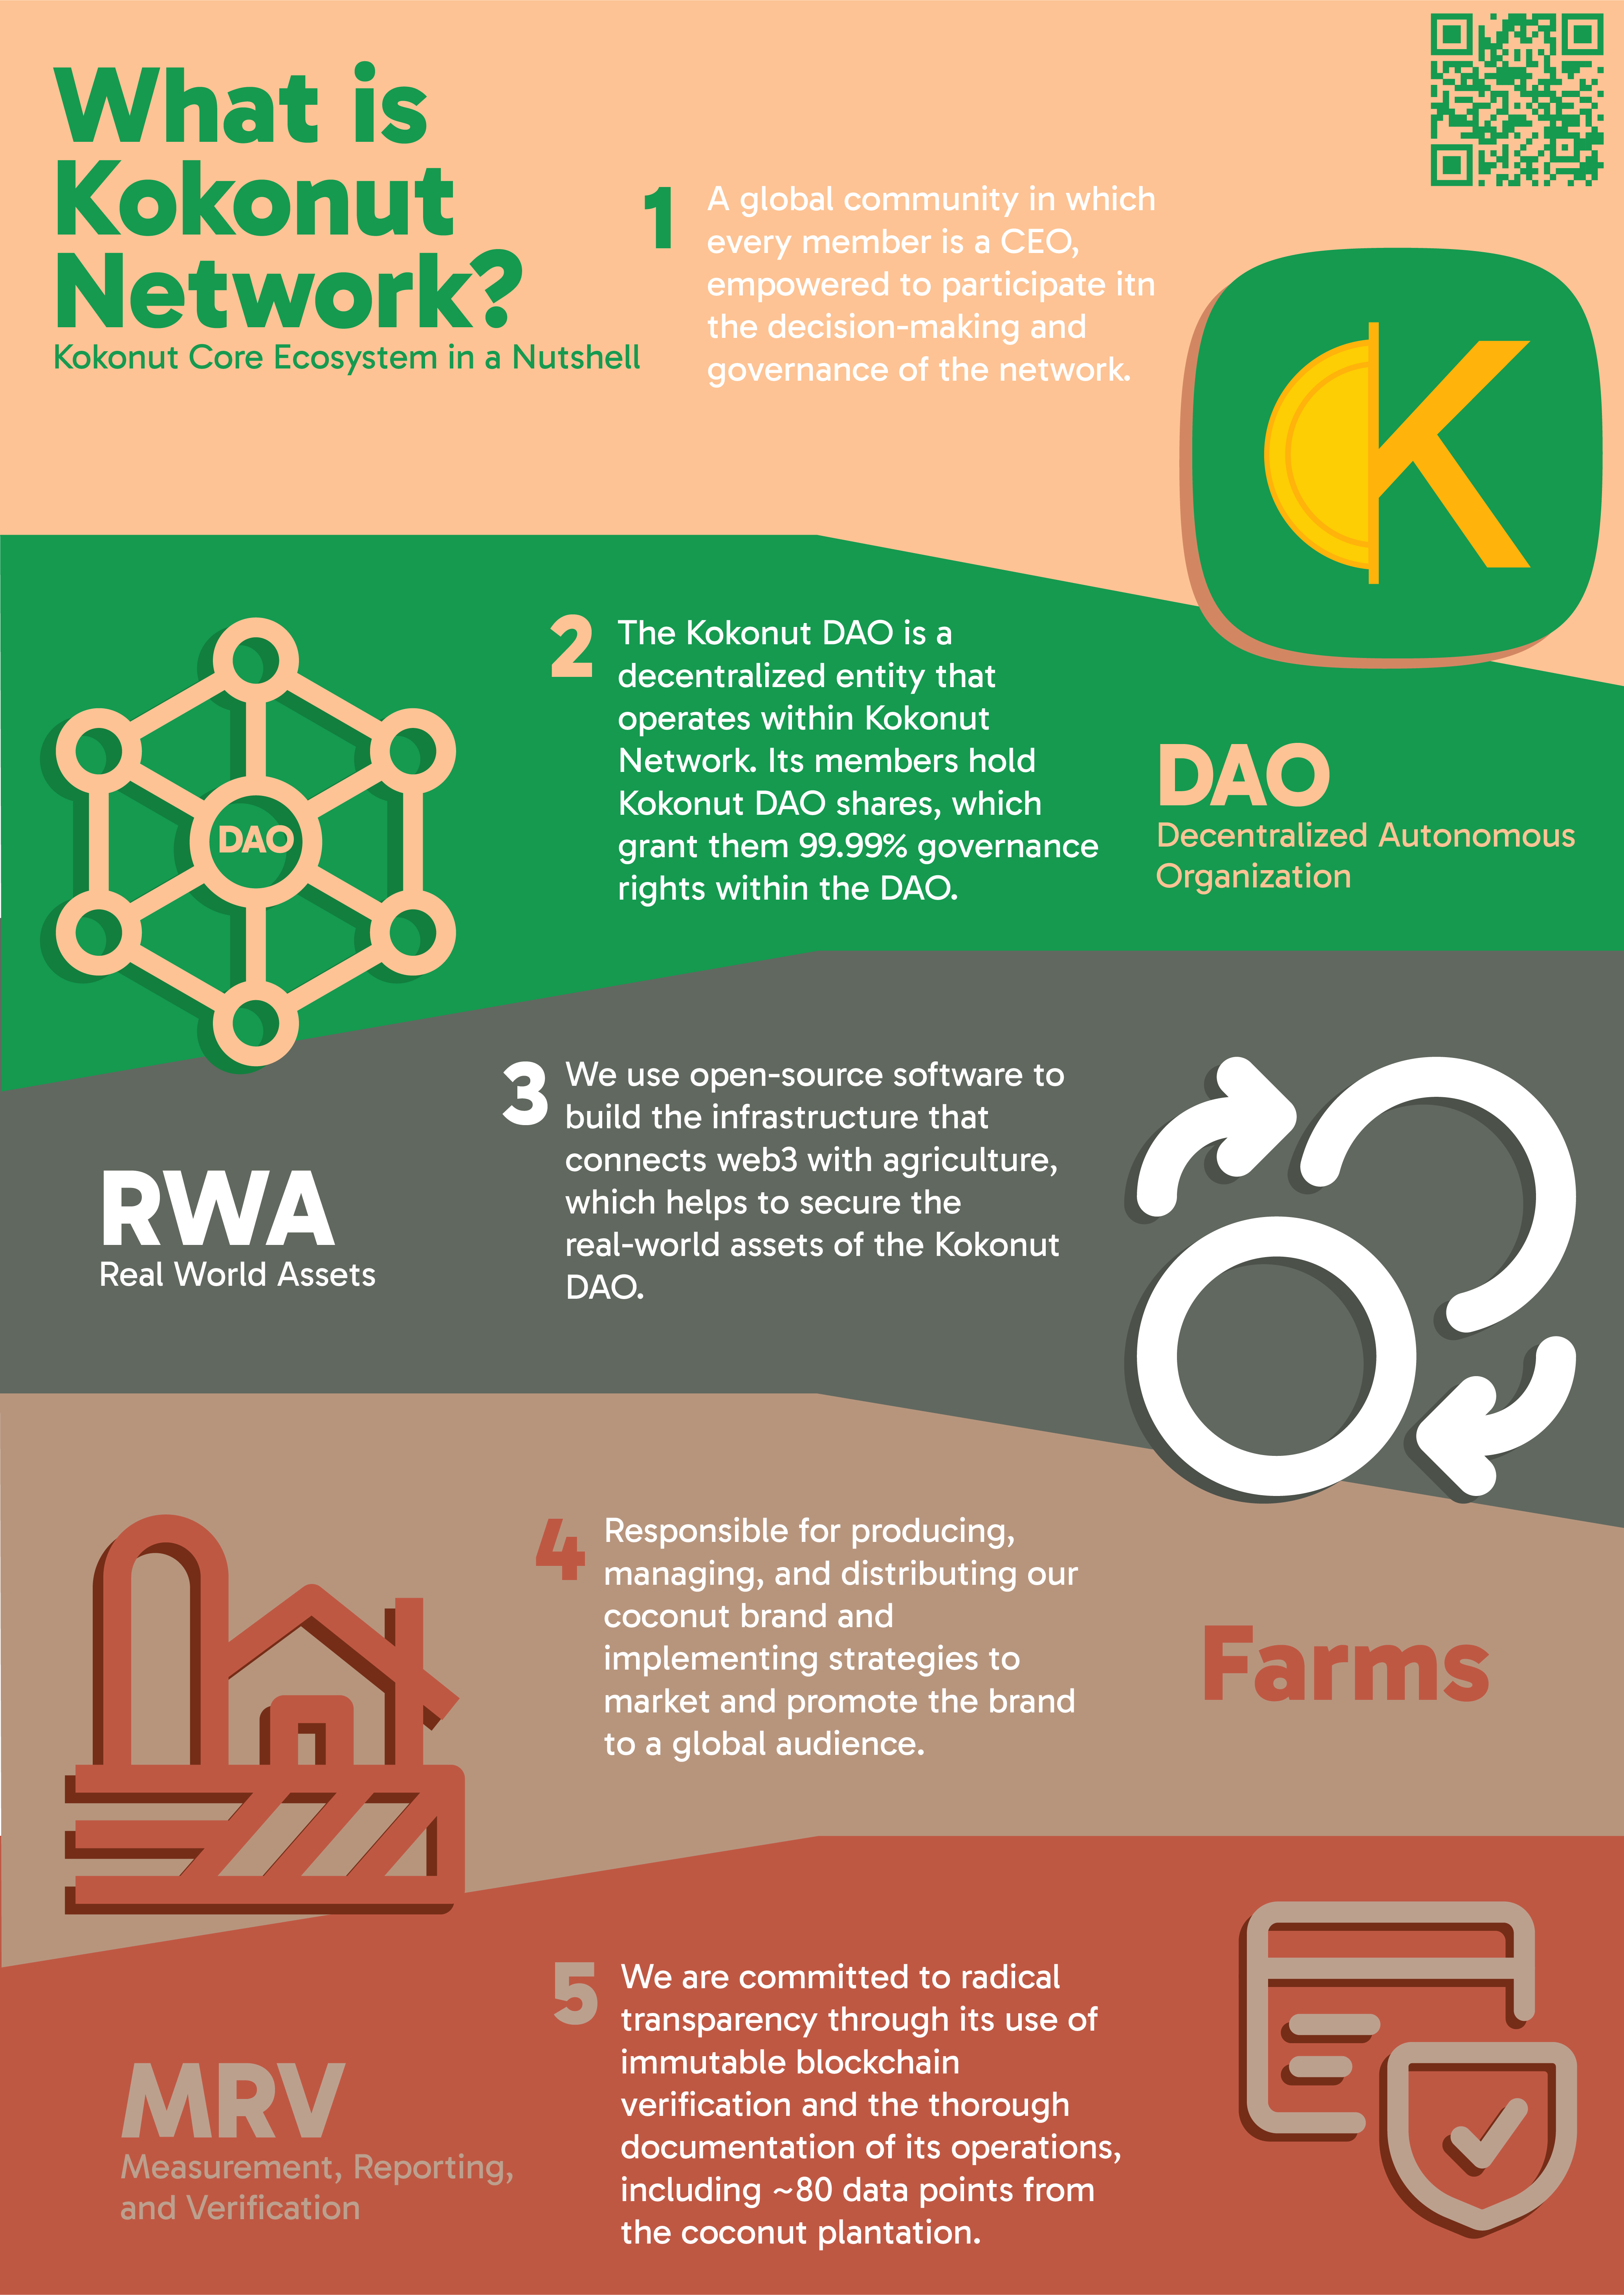 What is
Kokonut
Network?
Kokonut Core Ecosystem in a Nutshell
1
A global community in which
every member is a CEO,
empowered to participate itn
the decision-making and
governance of the network.
K
DAO
2
The Kokonut DAO is a
decentralized entity that
operates within Kokonut
Network. Its members hold
Kokonut DAO shares, which
grant them 99.99% governance
rights within the DAO.
DAO
Decentralized Autonomous
Organization
RWA
Real World Assets
3
We use open-source software to
build the infrastructure that
connects web3 with agriculture,
which helps to secure the
real-world assets of the Kokonut
DAO.
4
Responsible for producing,
managing, and distributing our
coconut brand and
implementing strategies to
market and promote the brand
to a global audience.
Farms
MRV
Measurement, Reporting,
and Verification
5
We are committed to radical
transparency through its use of
immutable blockchain
verification and the thorough
documentation of its operations,
including ~80 data points from
the coconut plantation.